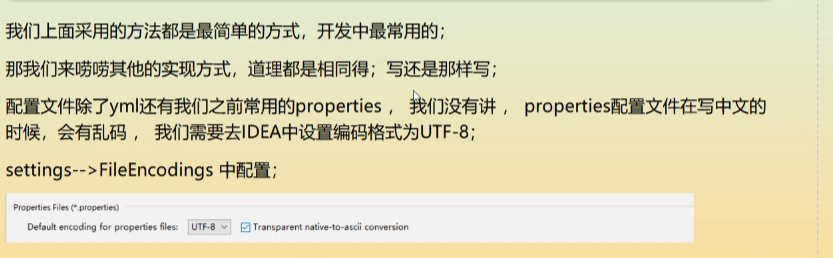 我们上面采用的方法都是最简单的方式，开发中最常用的；
那我们来唠唠其他的实现方式，道理都是相同得；写还是那样写；
配置文件除了yml还有我们之前常用的properties ， 我们没有讲 ， properties配置文件在写中文的
时候，会有乱码 ， 我们需要去IDEA中设置编码格式为UTF-8；
settings-->FileEncodings 中配置；
Properties Files (*.properties)
Default encoding for properties files: UTF-8 Transparent native-to-ascii conversion